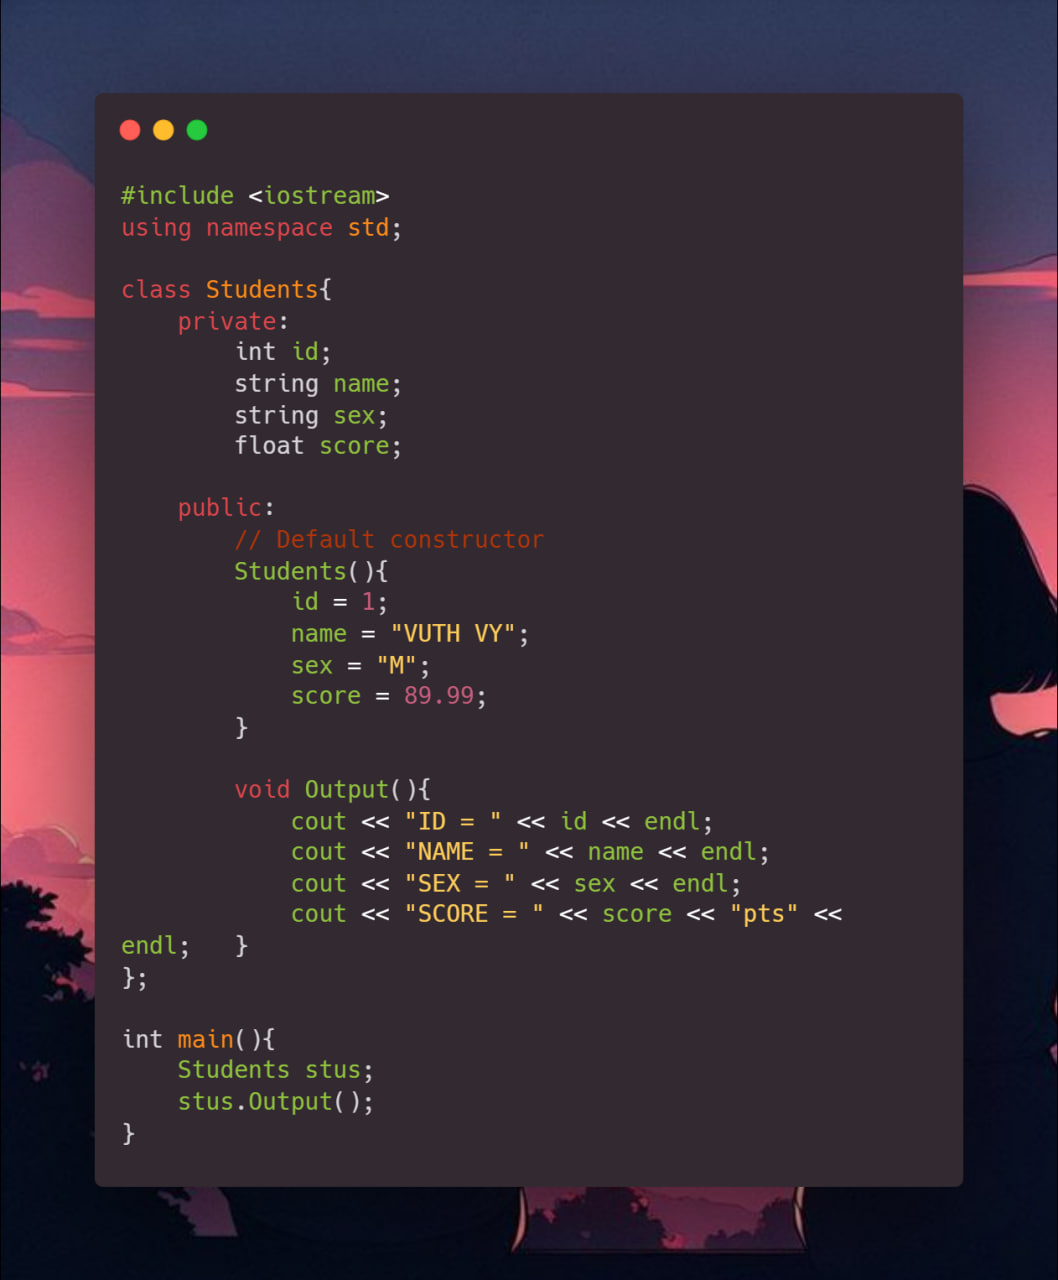 #include <iostream>
using namespace std;

class Students{
    private:
        int id;
        string name;
        string sex;
        float score;

    public:
        // Default constructor
        Students(){
            id = 1;
            name = "VUTH VY";
            sex = "M";
            score = 89.99;
        }

        void Output(){
            cout << "ID = " << id << endl;
            cout << "NAME = " << name << endl;
            cout << "SEX = " << sex << endl;
            cout << "SCORE = " << score << "pts" <<
endl;   }
};

int main(){
    Students stus;
    stus.Output();
}